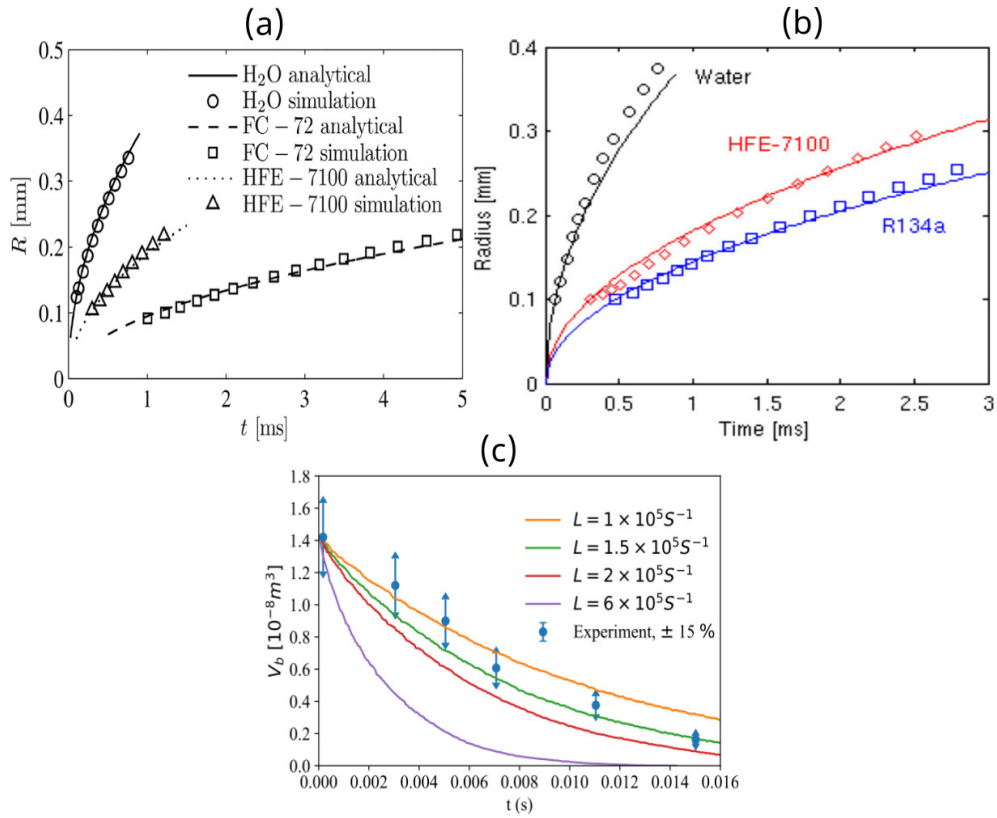 (a)
0.5
0.4
0.3
0.2
0.1
0
R [mm]
H₂O analytical
H₂O simulation
FC − 72 analytical
FC − 72 simulation
HFE − 7100 analytical
HFE − 7100 simulation
0 1 2 3 4 5
t [ms]
(b)
0.4
0.3
0.2
0.1
0
Radius [mm]
Water
HFE-7100
R134a
0 0.5 1 1.5 2 2.5 3
Time [ms]
(c)
1.8
1.6
1.4
1.2
1.0
0.8
0.6
0.4
0.2
0.0
V_b [10⁻⁸m³]
L = 1 × 10⁵S⁻¹
L = 1.5 × 10⁵S⁻¹
L = 2 × 10⁵S⁻¹
L = 6 × 10⁵S⁻¹
Experiment, ± 15 %
0.000 0.002 0.004 0.006 0.008 0.010 0.012 0.014 0.016
t (s)